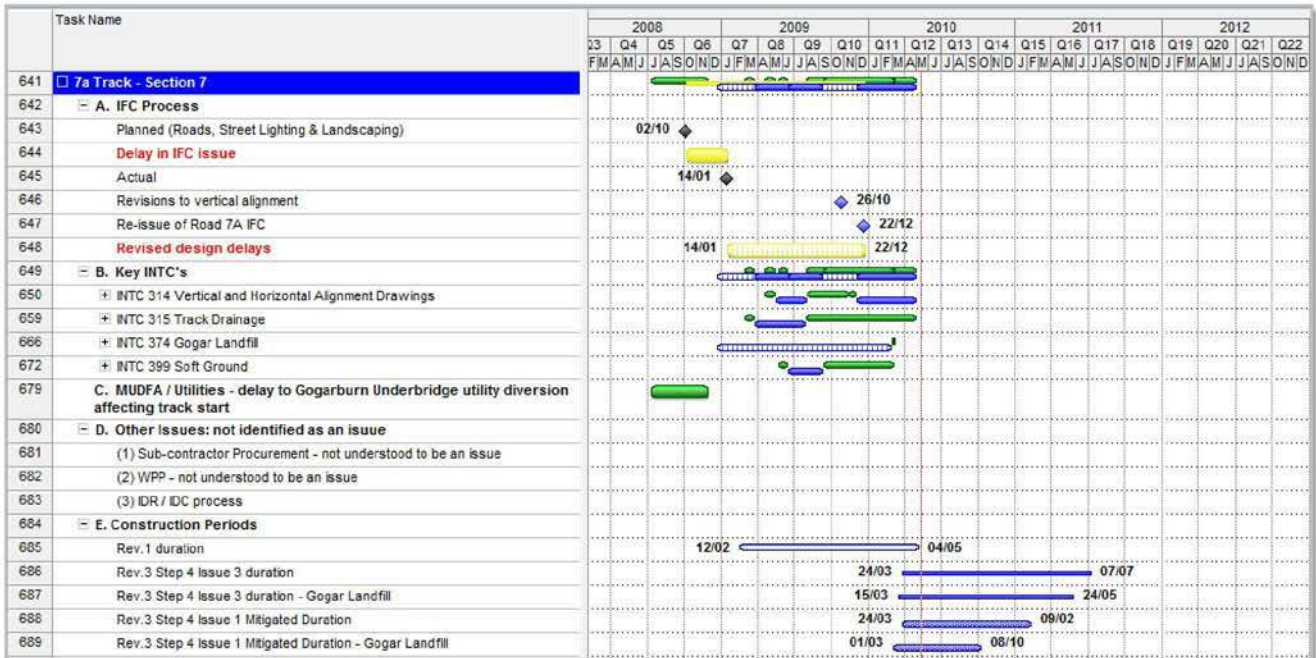 Task Name
2008 2009 2010 2011 2012
Q3 Q4 Q5 Q6 Q7 Q8 Q9 Q10 Q11 Q12 Q13 Q14 Q15 Q16 Q17 Q18 Q19 Q20 Q21 Q22
F M A M J J A S O N D J F M A M J J A S O N D J F M A M J J A S O N D J F M A M J J A S O N D J F M A M J J A S O N D
641 7a Track - Section 7
642 A. IFC Process
643 Planned (Roads, Street Lighting & Landscaping) 02/10
644 Delay in IFC issue
645 Actual 14/01
646 Revisions to vertical alignment 26/10
647 Re-issue of Road 7A IFC 22/12
648 Revised design delays 14/01 22/12
649 B. Key INTC's
650 INTC 314 Vertical and Horizontal Alignment Drawings
659 INTC 315 Track Drainage
666 INTC 374 Gogar Landfill
672 INTC 399 Soft Ground
679 C. MUDFA / Utilities - delay to Gogarburn Underbridge utility diversion
affecting track start
680 D. Other Issues: not identified as an isuue
681 (1) Sub-contractor Procurement - not understood to be an issue
682 (2) WPP - not understood to be an issue
683 (3) IDR / IDC process
684 E. Construction Periods
685 Rev.1 duration 12/02 04/05
686 Rev.3 Step 4 Issue 3 duration 24/03 07/07
687 Rev.3 Step 4 Issue 3 duration - Gogar Landfill 15/03 24/05
688 Rev.3 Step 4 Issue 1 Mitigated Duration 24/03 09/02
689 Rev.3 Step 4 Issue 1 Mitigated Duration - Gogar Landfill 01/03 08/10